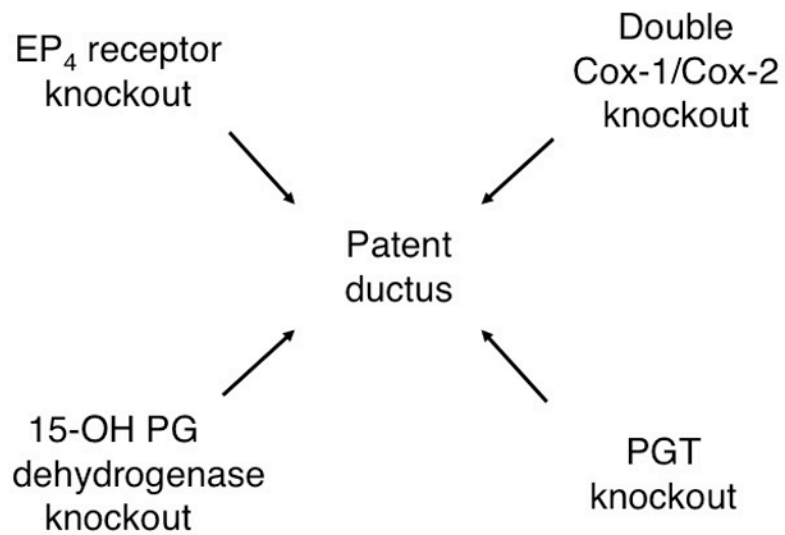 EP₄ receptor
knockout
Double
Cox-1/Cox-2
knockout
Patent
ductus
15-OH PG
dehydrogenase
knockout
PGT
knockout